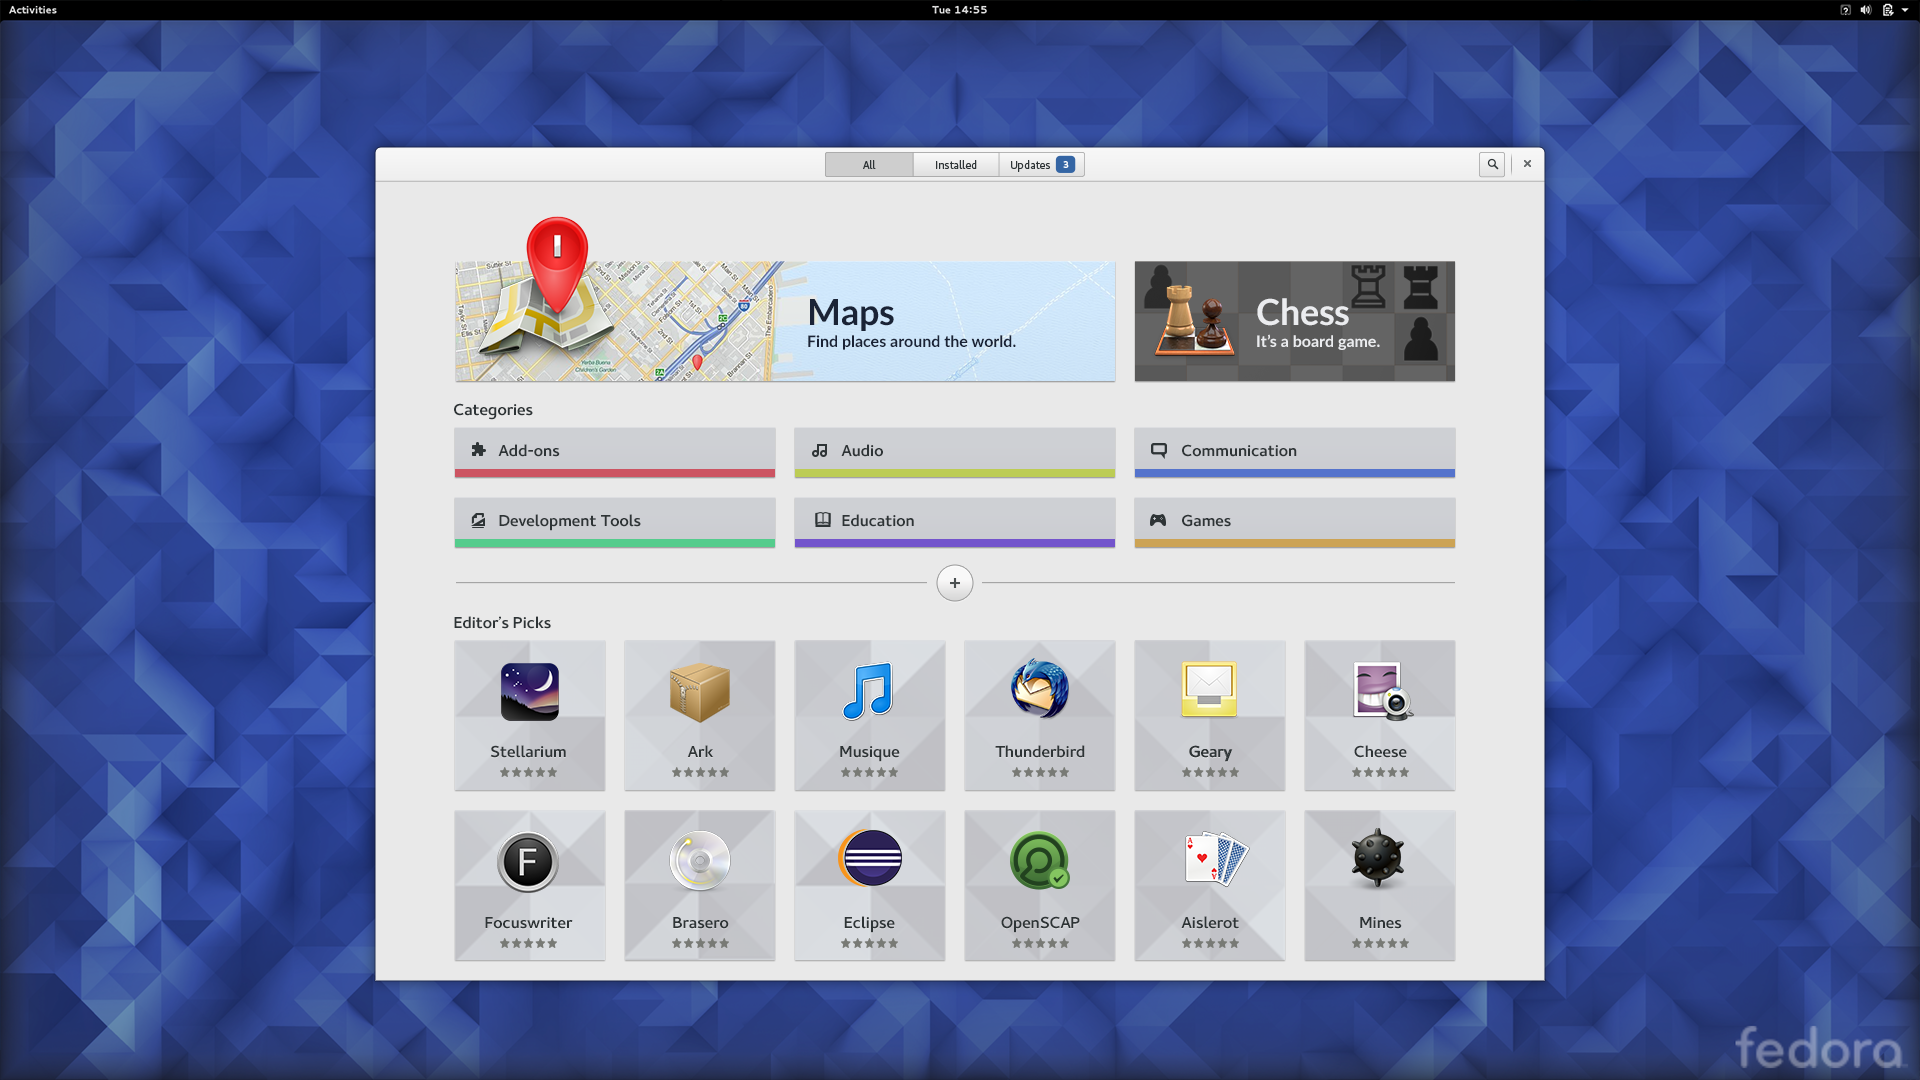 Activities
Tue 14:55
All
Installed
Updates 3
Maps
Find places around the world.
Chess
It's a board game.
Categories
Add-ons
Audio
Communication
Development Tools
Education
Games
+
Editor's Picks
Stellarium
Ark
Musique
Thunderbird
Geary
Cheese
F
Focuswriter
Brasero
Eclipse
OpenSCAP
Aislerot
Mines
fedora